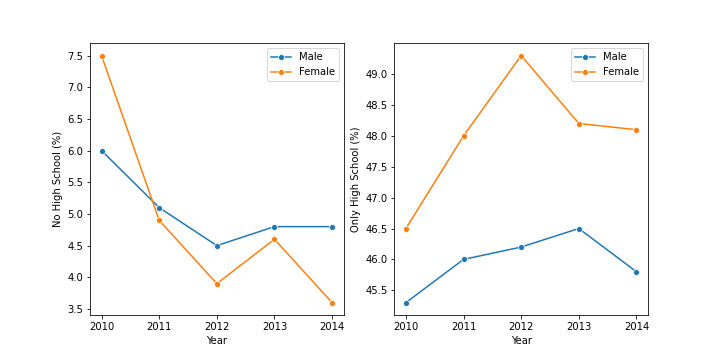 No High School (%)
7.5
7.0
6.5
6.0
5.5
5.0
4.5
4.0
3.5
Male
Female
2010 2011 2012 2013 2014
Year
Only High School (%)
49.0
48.5
48.0
47.5
47.0
46.5
46.0
45.5
Male
Female
2010 2011 2012 2013 2014
Year